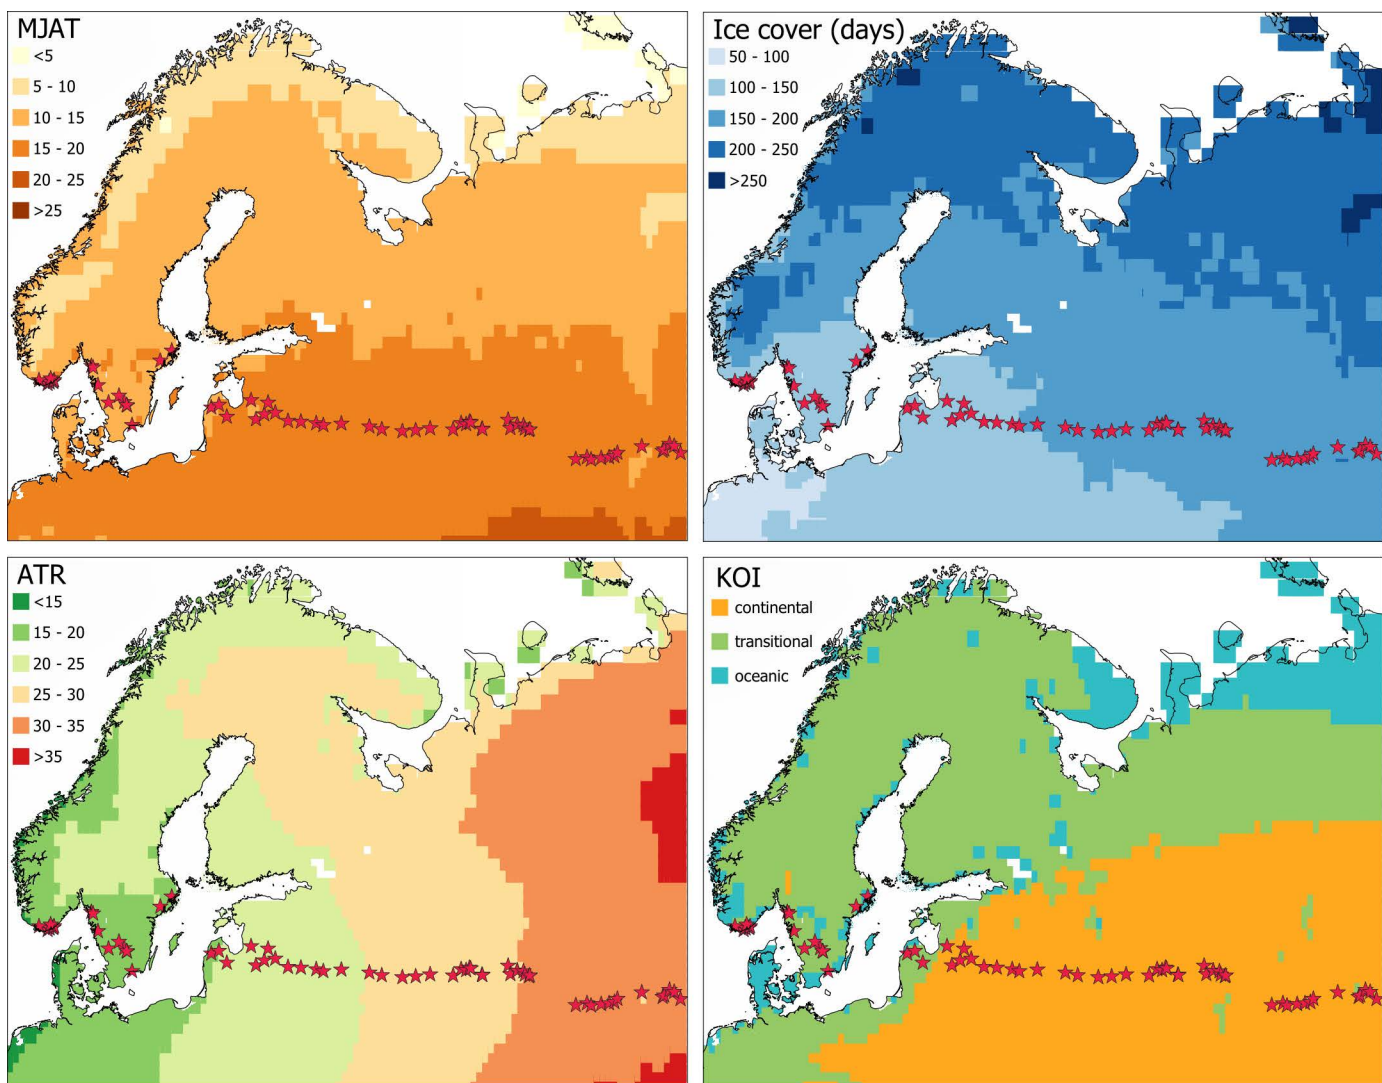 MJAT
<5
5 - 10
10 - 15
15 - 20
20 - 25
>25
Ice cover (days)
50 - 100
100 - 150
150 - 200
200 - 250
>250
ATR
<15
15 - 20
20 - 25
25 - 30
30 - 35
>35
KOI
continental
transitional
oceanic